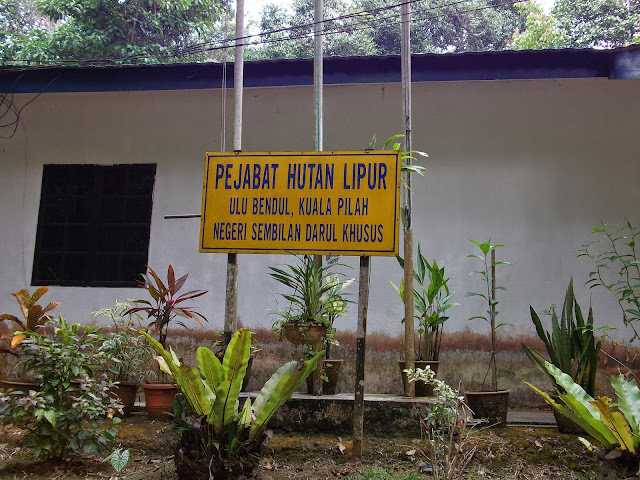 PEJABAT HUTAN LIPUR
ULU BENDUL, KUALA PILAH
NEGERI SEMBILAN DARUL KHUSUS